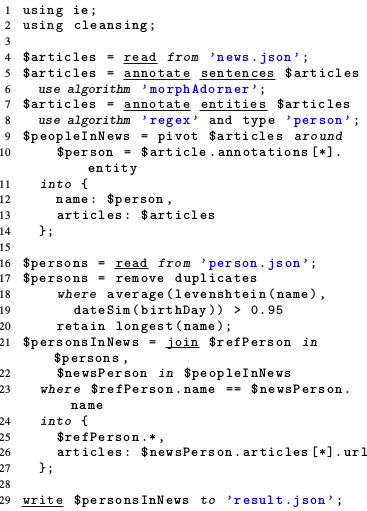 1 using ie;
2 using cleansing;
3
4 $articles = read from 'news.json';
5 $articles = annotate sentences $articles
6 use algorithm 'morphAdorner';
7 $articles = annotate entities $articles
8 use algorithm 'regex' and type 'person';
9 $peopleInNews = pivot $articles around
10 $person = $article.annotations[*].
entity
11 into {
12 name: $person,
13 articles: $articles
14 };
15
16 $persons = read from 'person.json';
17 $persons = remove duplicates
18 where average(levenshtein(name),
19 dateSim(birthDay)) > 0.95
20 retain longest(name);
21 $personsInNews = join $refPerson in
$persons,
22 $newsPerson in $peopleInNews
23 where $refPerson.name == $newsPerson.
name
24 into {
25 $refPerson.*,
26 articles: $newsPerson.articles[*].url
27 };
28
29 write $personsInNews to 'result.json';